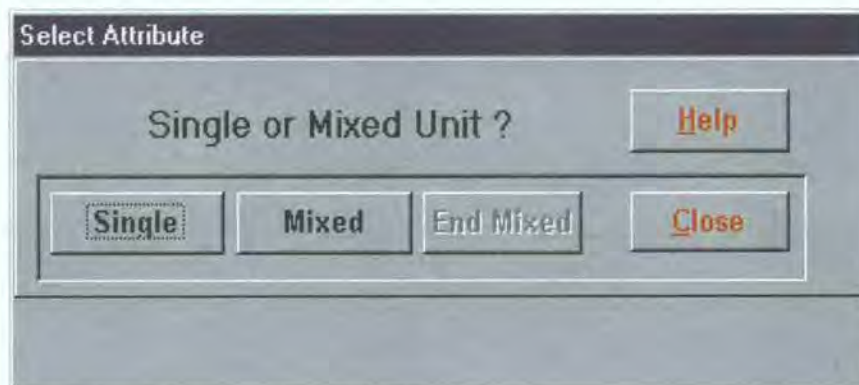 Select Attribute
Single or Mixed Unit ?
Help
Single
Mixed
End Mixed
Close